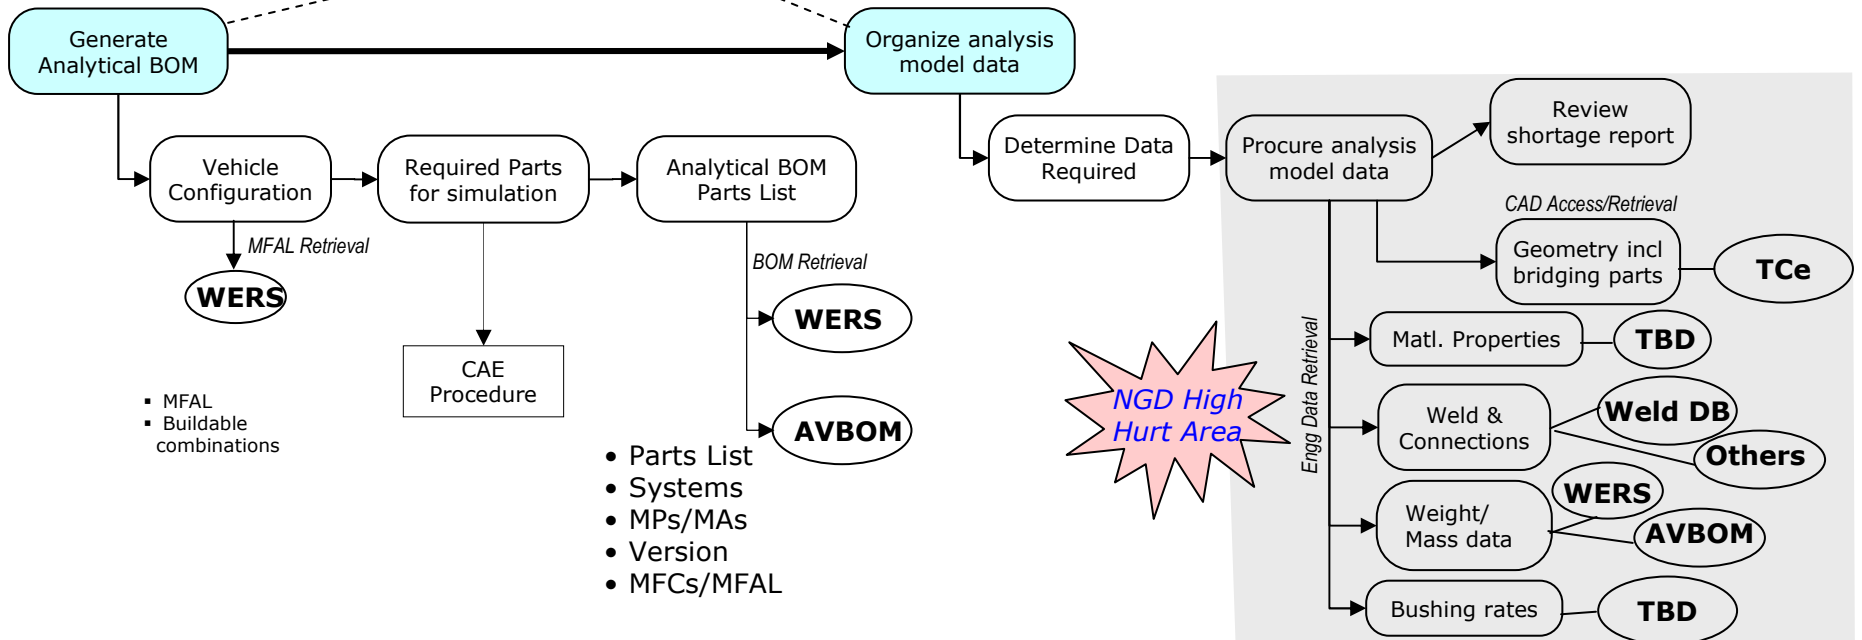 Generate
Analytical BOM
Organize analysis
model data
Vehicle
Configuration
Required Parts
for simulation
Analytical BOM
Parts List
Determine Data
Required
Procure analysis
model data
Review
shortage report
MFAL Retrieval
WERS
CAE
Procedure
BOM Retrieval
WERS
AVBOM
▪ MFAL
▪ Buildable
combinations
• Parts List
• Systems
• MPs/MAs
• Version
• MFCs/MFAL
NGD High
Hurt Area
Engg Data Retrieval
CAD Access/Retrieval
Geometry incl
bridging parts
TCe
Matl. Properties
TBD
Weld &
Connections
Weld DB
Others
Weight/
Mass data
WERS
AVBOM
Bushing rates
TBD